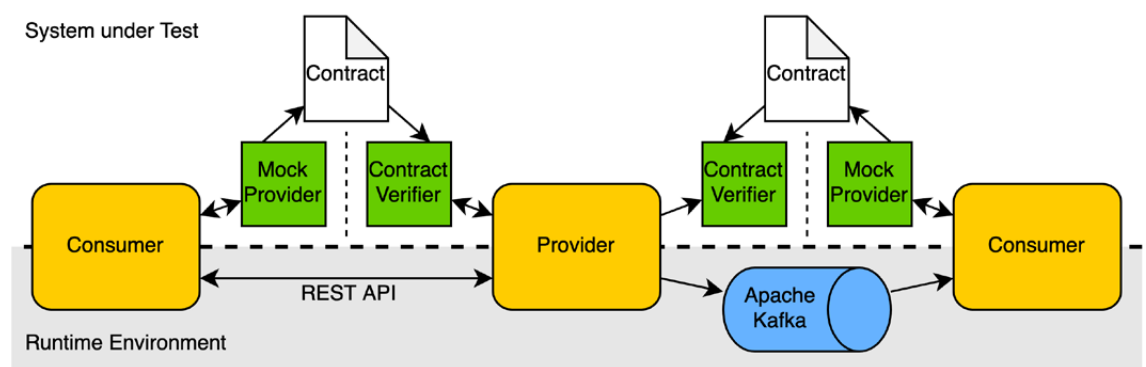 System under Test
Contract
Contract
Mock
Provider
Contract
Verifier
Contract
Verifier
Mock
Provider
Consumer
Provider
Consumer
REST API
Apache
Kafka
Runtime Environment